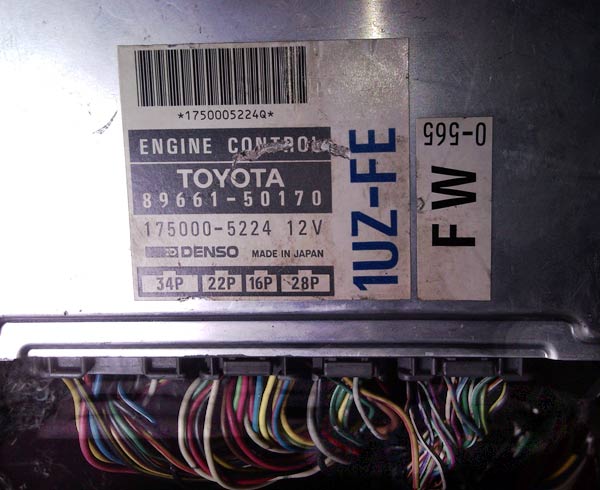 *1750005224Q*
ENGINE CONTROL
TOYOTA
89661-50170
175000-5224 12V
DENSO MADE IN JAPAN
34P 22P 16P 28P
1UZ-FE
FW
0-565